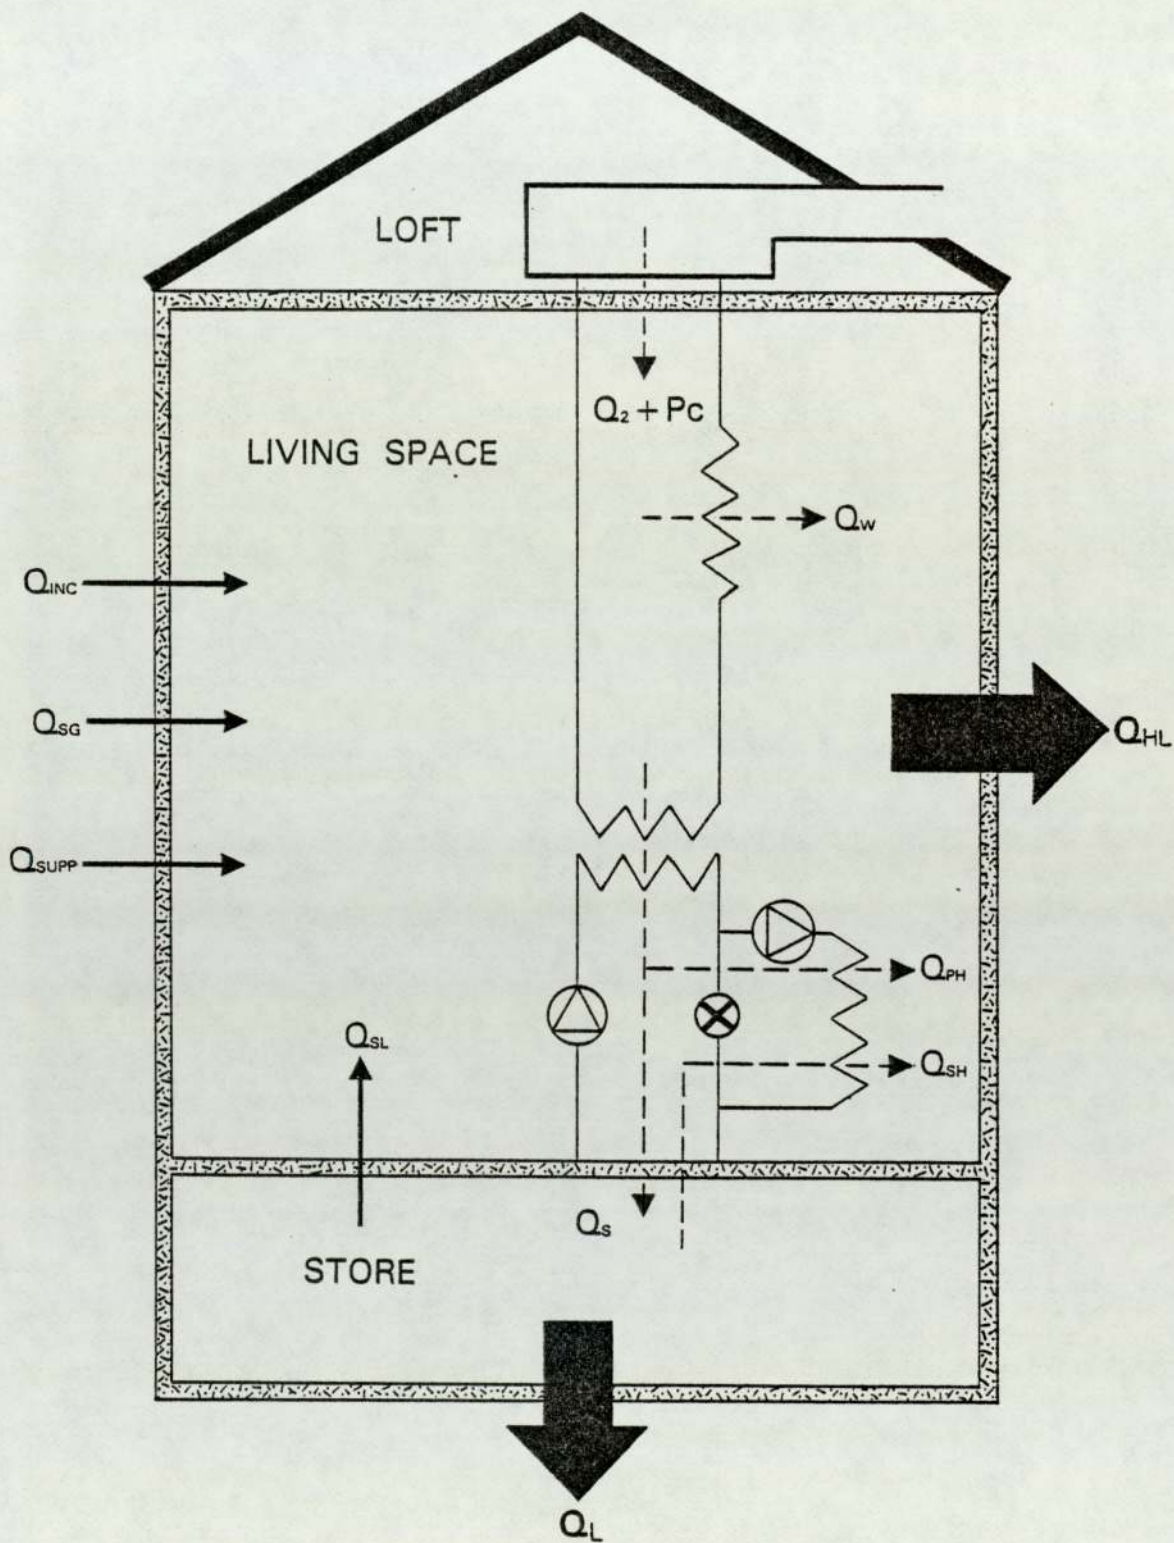 LOFT
Q₂ + Pc
LIVING SPACE
Qw
QINC
QSG
QHL
QSUPP
QPH
QSL
QSH
Qs
STORE
QL